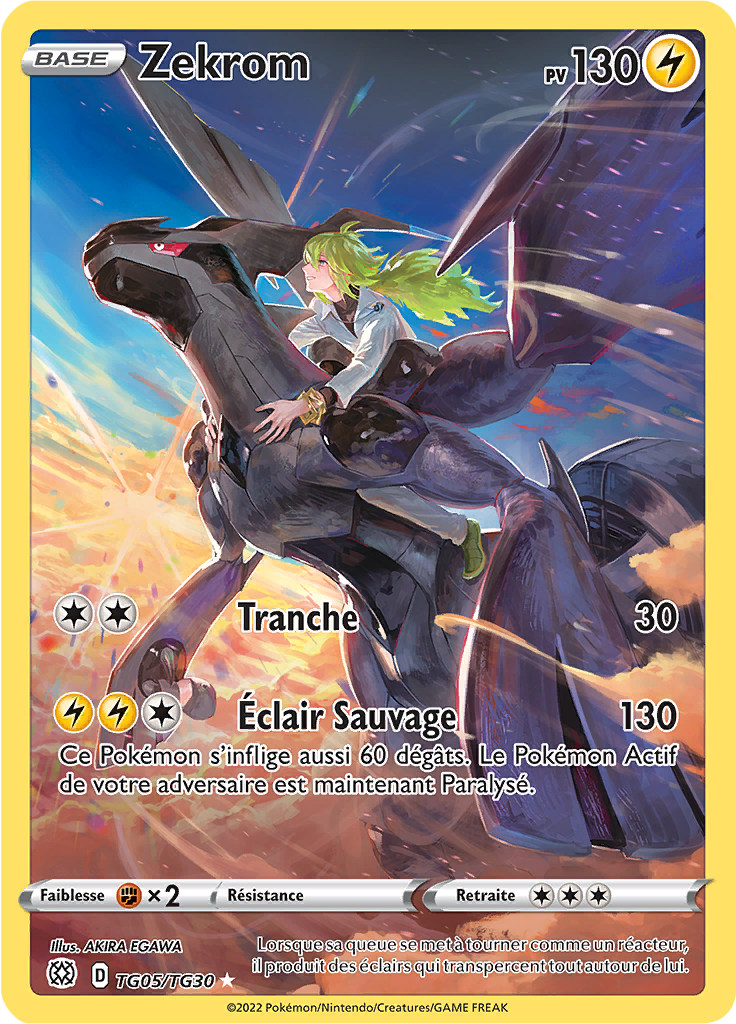 BASE Zekrom PV 130
Tranche 30
Éclair Sauvage 130
Ce Pokémon s'inflige aussi 60 dégâts. Le Pokémon Actif
de votre adversaire est maintenant Paralysé.
Faiblesse ×2 Résistance Retraite
Illus. AKIRA EGAWA
Lorsque sa queue se met à tourner comme un réacteur,
il produit des éclairs qui transpercent tout autour de lui.
D TG05/TG30
©2022 Pokémon/Nintendo/Creatures/GAME FREAK